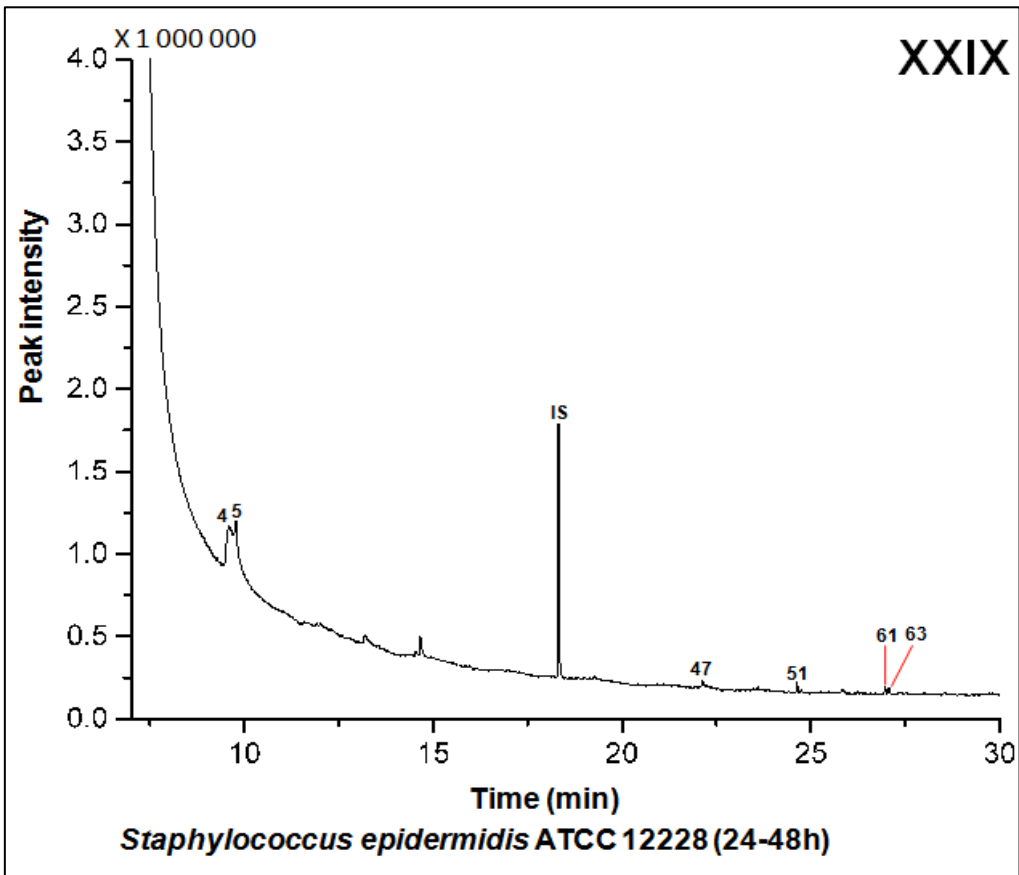 X 1 000 000
XXIX
4.0
3.5
3.0
2.5
2.0
1.5
1.0
0.5
0.0
Peak intensity
4 5
IS
47
51
61 63
10 15 20 25 30
Time (min)
Staphylococcus epidermidis ATCC 12228 (24-48h)